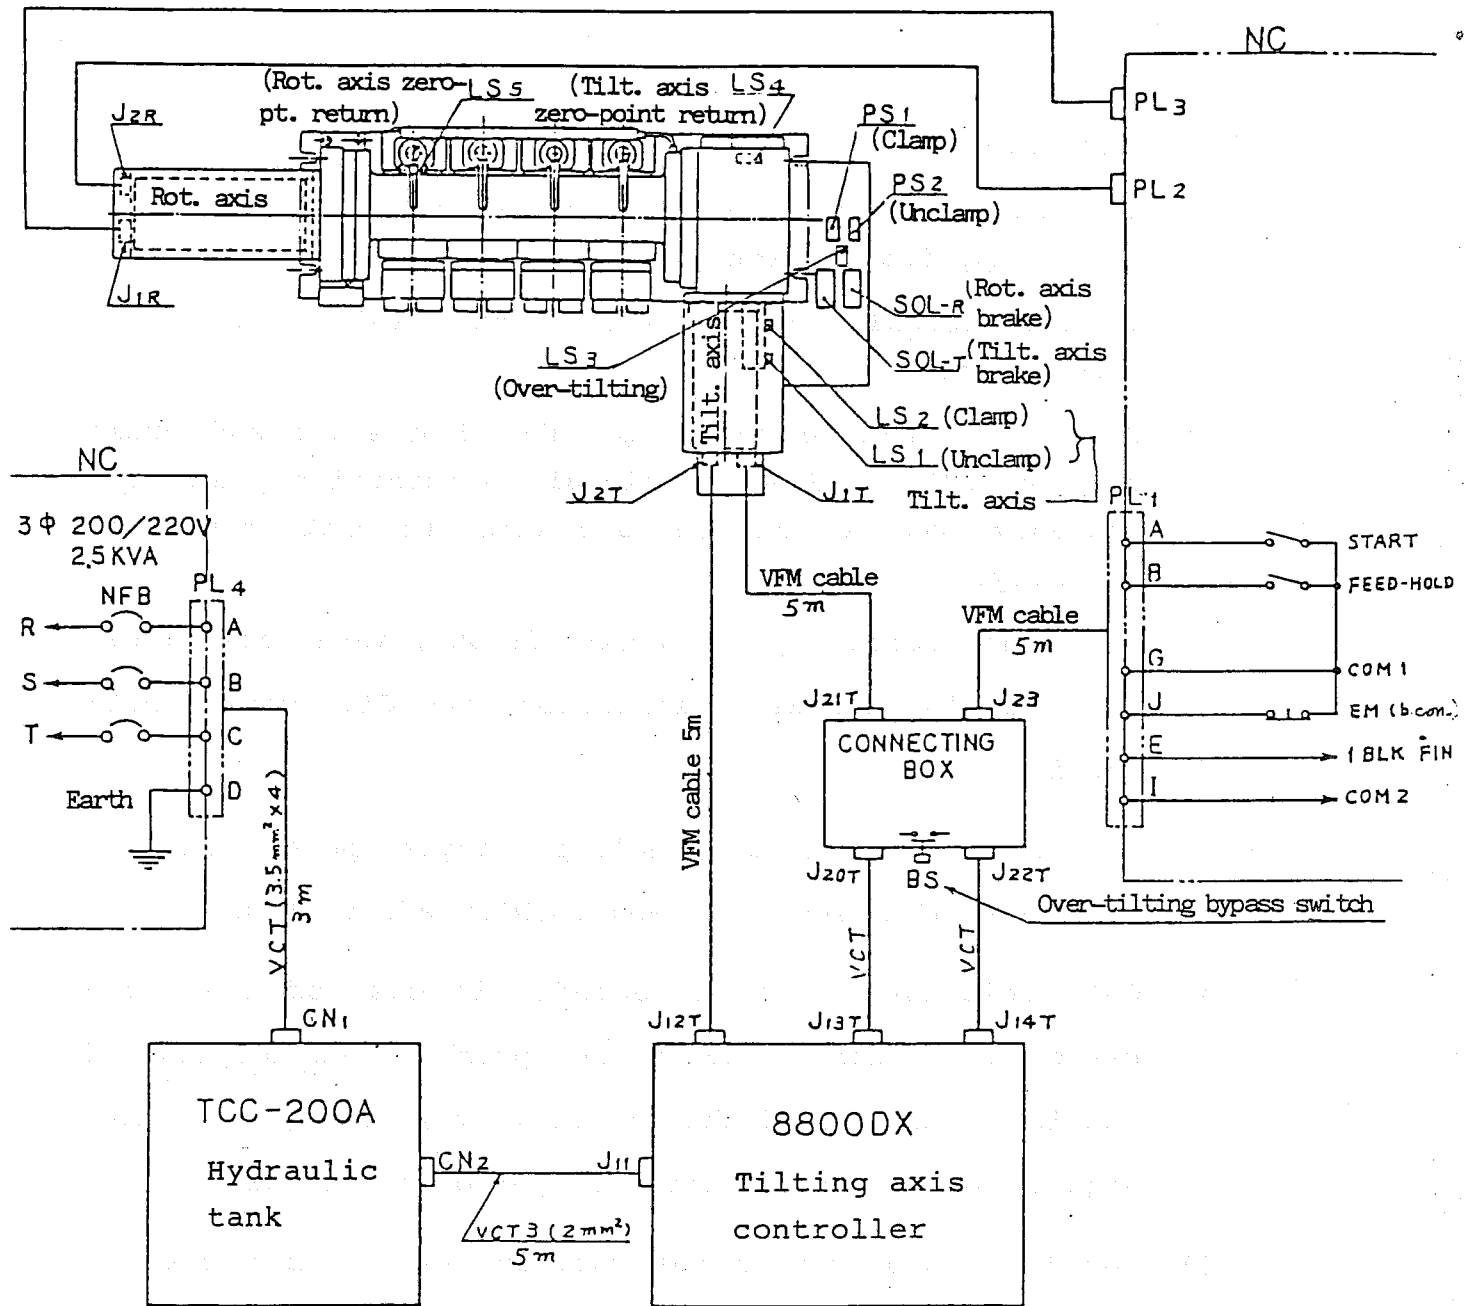 NC
PL3
(Rot. axis zero-
pt. return)
LS5
(Tilt. axis
zero-point return)
LS4
J2R
PS1
(Clamp)
PL2
PS2
(Unclamp)
Rot. axis
J1R
SOL-R (Rot. axis
brake)
SOL-T (Tilt. axis
brake)
LS3
(Over-tilting)
Tilt. axis
LS2 (Clamp)
LS1 (Unclamp)
Tilt. axis
J2T
J1T
NC
3Φ 200/220V
2.5KVA
PL4
NFB
R
A
S
B
T
C
Earth
D
VCT (3.5mm² x 4)
3m
VFM cable
5m
VFM cable
5m
VFM cable 5m
PL1
A
START
B
FEED-HOLD
G
COM1
J
EM (b.con.)
E
1 BLK FIN
I
COM2
J21T
J23
CONNECTING
BOX
J20T
BS
J22T
Over-tilting bypass switch
VCT
VCT
CN1
J12T
J13T
J14T
TCC-200A
Hydraulic
tank
CN2
J11
VCT3 (2mm²)
5m
8800DX
Tilting axis
controller